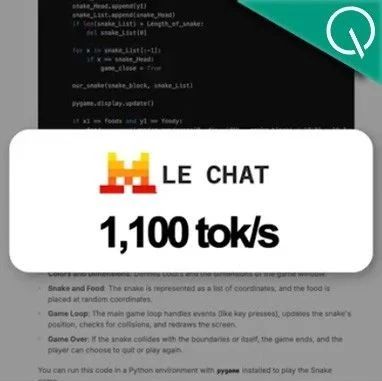 snake_Head.append(y1)
snake_List.append(snake_Head)
if len(snake_List) > Length_of_snake:
del snake_List[0]
for x in snake_List[:-1]:
if x == snake_Head:
game_close = True
our_snake(snake_block, snake_List)
pygame.display.update()
if x1 == foodx and y1 == foody:
LE CHAT
1,100 tok/s
Colors and Dimensions: Defines colors and the dimensions of the game window.
Snake and Food: The snake is represented as a list of coordinates, and the food is
placed at random coordinates.
Game Loop: The main game loop handles events (like key presses), updates the snake's
position, checks for collisions, and redraws the screen.
Game Over: If the snake collides with the boundaries or itself, the game ends, and the
player can choose to quit or play again.
You can run this code in a Python environment with pygame installed to play the Snake